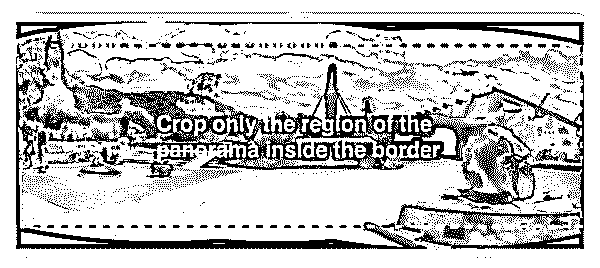 Crop only the region of the
panorama inside the border